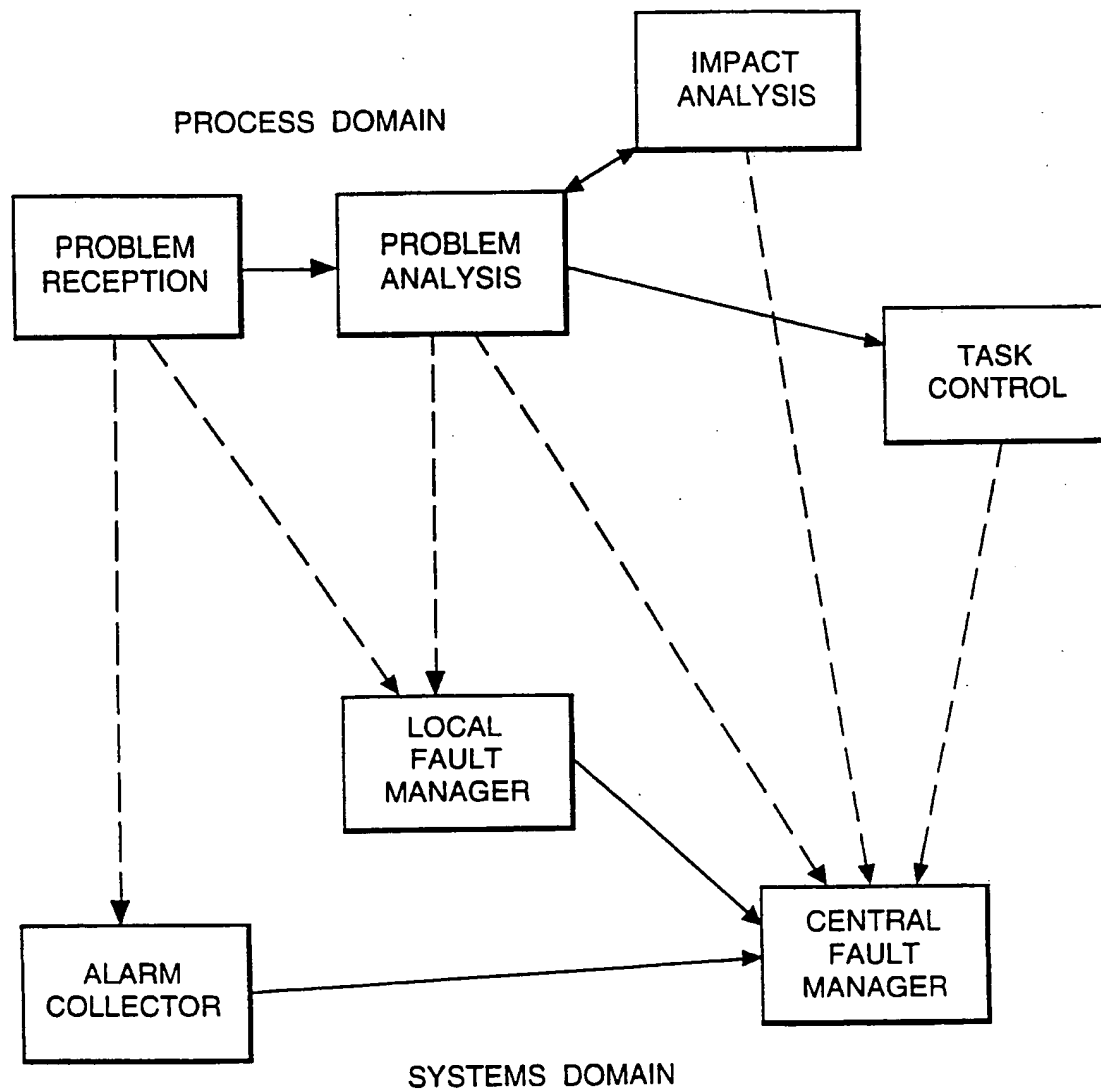 IMPACT
ANALYSIS
PROCESS DOMAIN
PROBLEM
RECEPTION
PROBLEM
ANALYSIS
TASK
CONTROL
LOCAL
FAULT
MANAGER
CENTRAL
FAULT
MANAGER
ALARM
COLLECTOR
SYSTEMS DOMAIN